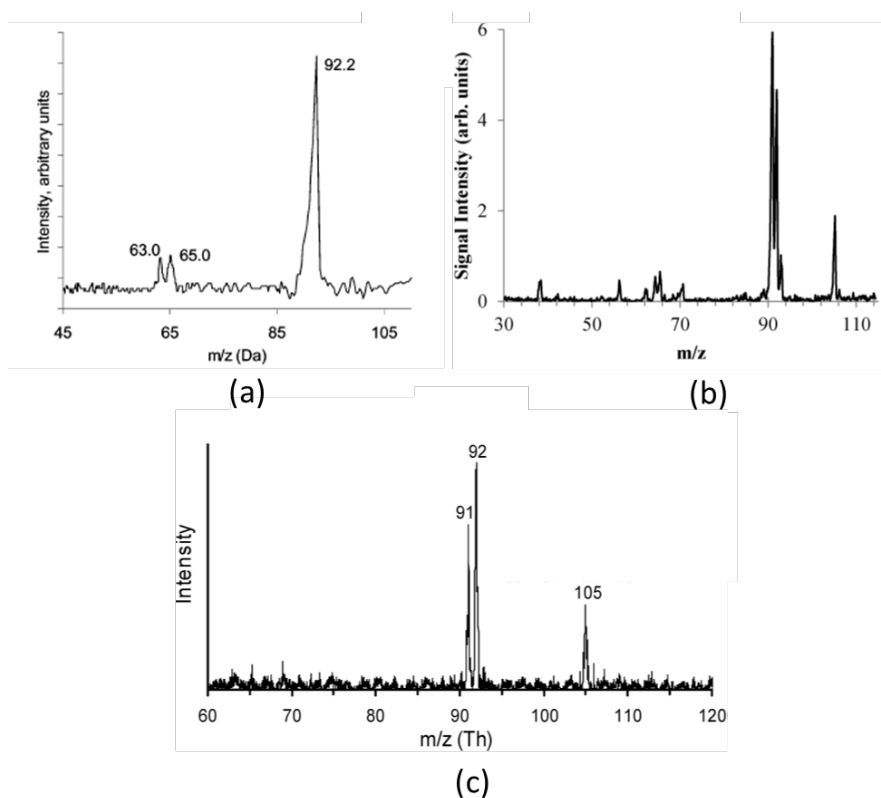 Intensity, arbitrary units
92.2
63.0
65.0
45 65 85 105
m/z (Da)
(a)
Signal Intensity (arb. units)
6
4
2
0
30 50 70 90 110
m/z
(b)
Intensity
92
91
105
60 70 80 90 100 110 120
m/z (Th)
(c)